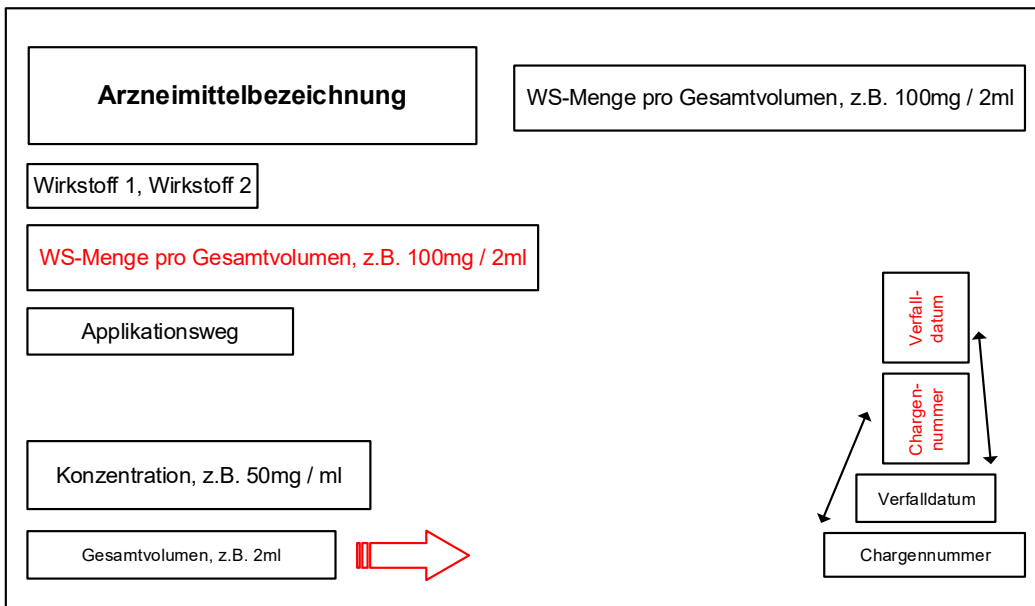 Arzneimittelbezeichnung
WS-Menge pro Gesamtvolumen, z.B. 100mg / 2ml
Wirkstoff 1, Wirkstoff 2
WS-Menge pro Gesamtvolumen, z.B. 100mg / 2ml
Applikationsweg
Verfall-
datum
Chargen-
nummer
Konzentration, z.B. 50mg / ml
Verfalldatum
Gesamtvolumen, z.B. 2ml
Chargennummer